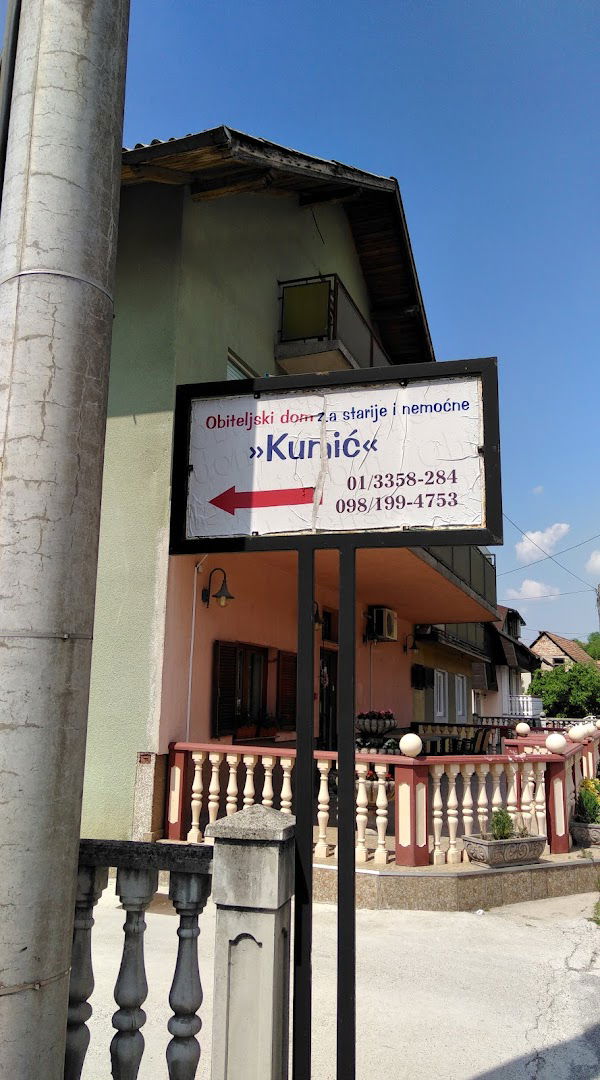 Obiteljski dom za starije i nemoćne
»Kunić«
01/3358-284
098/199-4753